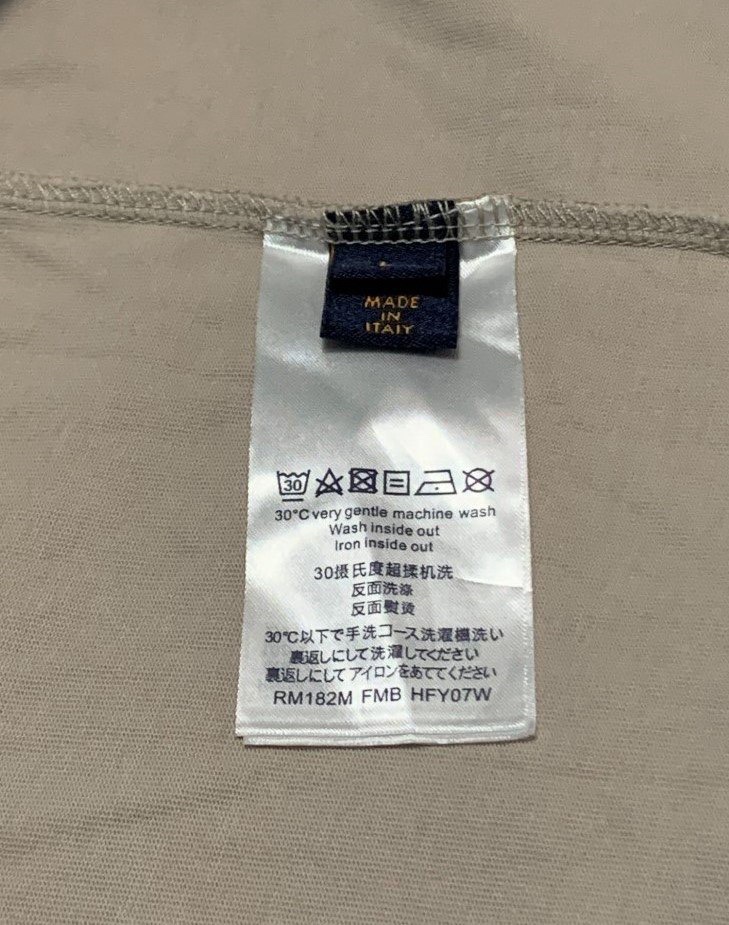 MADE
IN
ITALY
30
30°C very gentle machine wash
Wash inside out
Iron inside out
30摄氏度超揉机洗
反面洗涤
反面熨烫
30℃以下で手洗コース洗濯機洗い
裏返しにして洗濯してください
裏返しにしてアイロンをあててください
RM182M FMB HFY07W